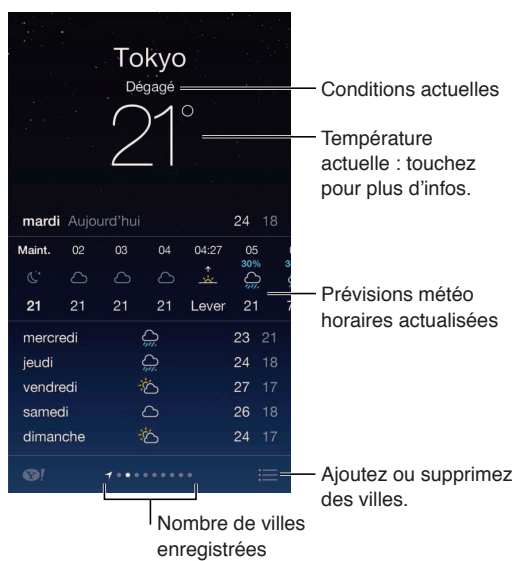 Tokyo
Dégagé
21°
Conditions actuelles
Température
actuelle : touchez
pour plus d'infos.
mardi Aujourd'hui 24 18
Maint. 02 03 04 04:27 05
30%
21 21 21 21 Lever 21
Prévisions météo
horaires actualisées
mercredi 23 21
jeudi 24 18
vendredi 27 17
samedi 26 18
dimanche 24 17
Y!
Ajoutez ou supprimez
des villes.
Nombre de villes
enregistrées